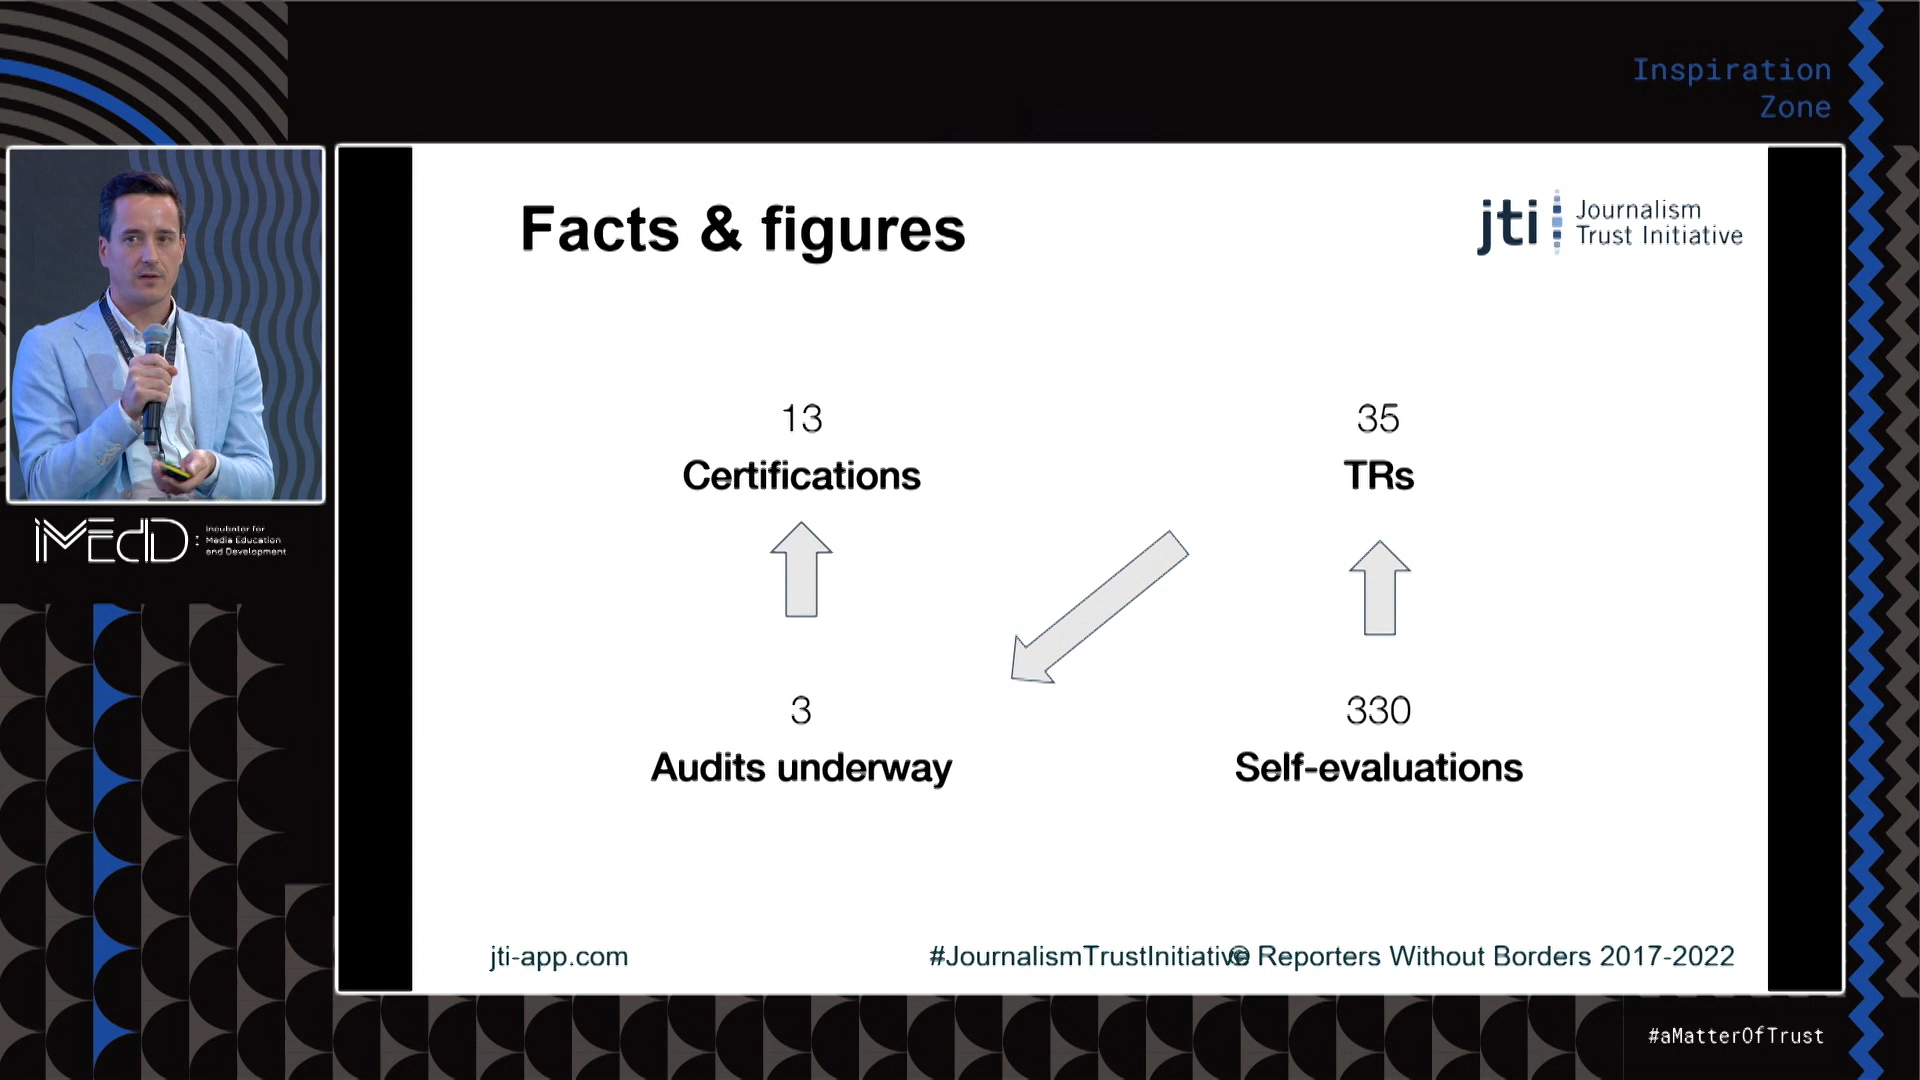 Inspiration
Zone
Facts & figures
jti
Journalism
Trust Initiative
13
Certifications
35
TRs
3
Audits underway
330
Self-evaluations
jti-app.com
#JournalismTrustInitiative
© Reporters Without Borders 2017-2022
iMEdD
Incubator for
Media Education
and Development
#aMatterOfTrust